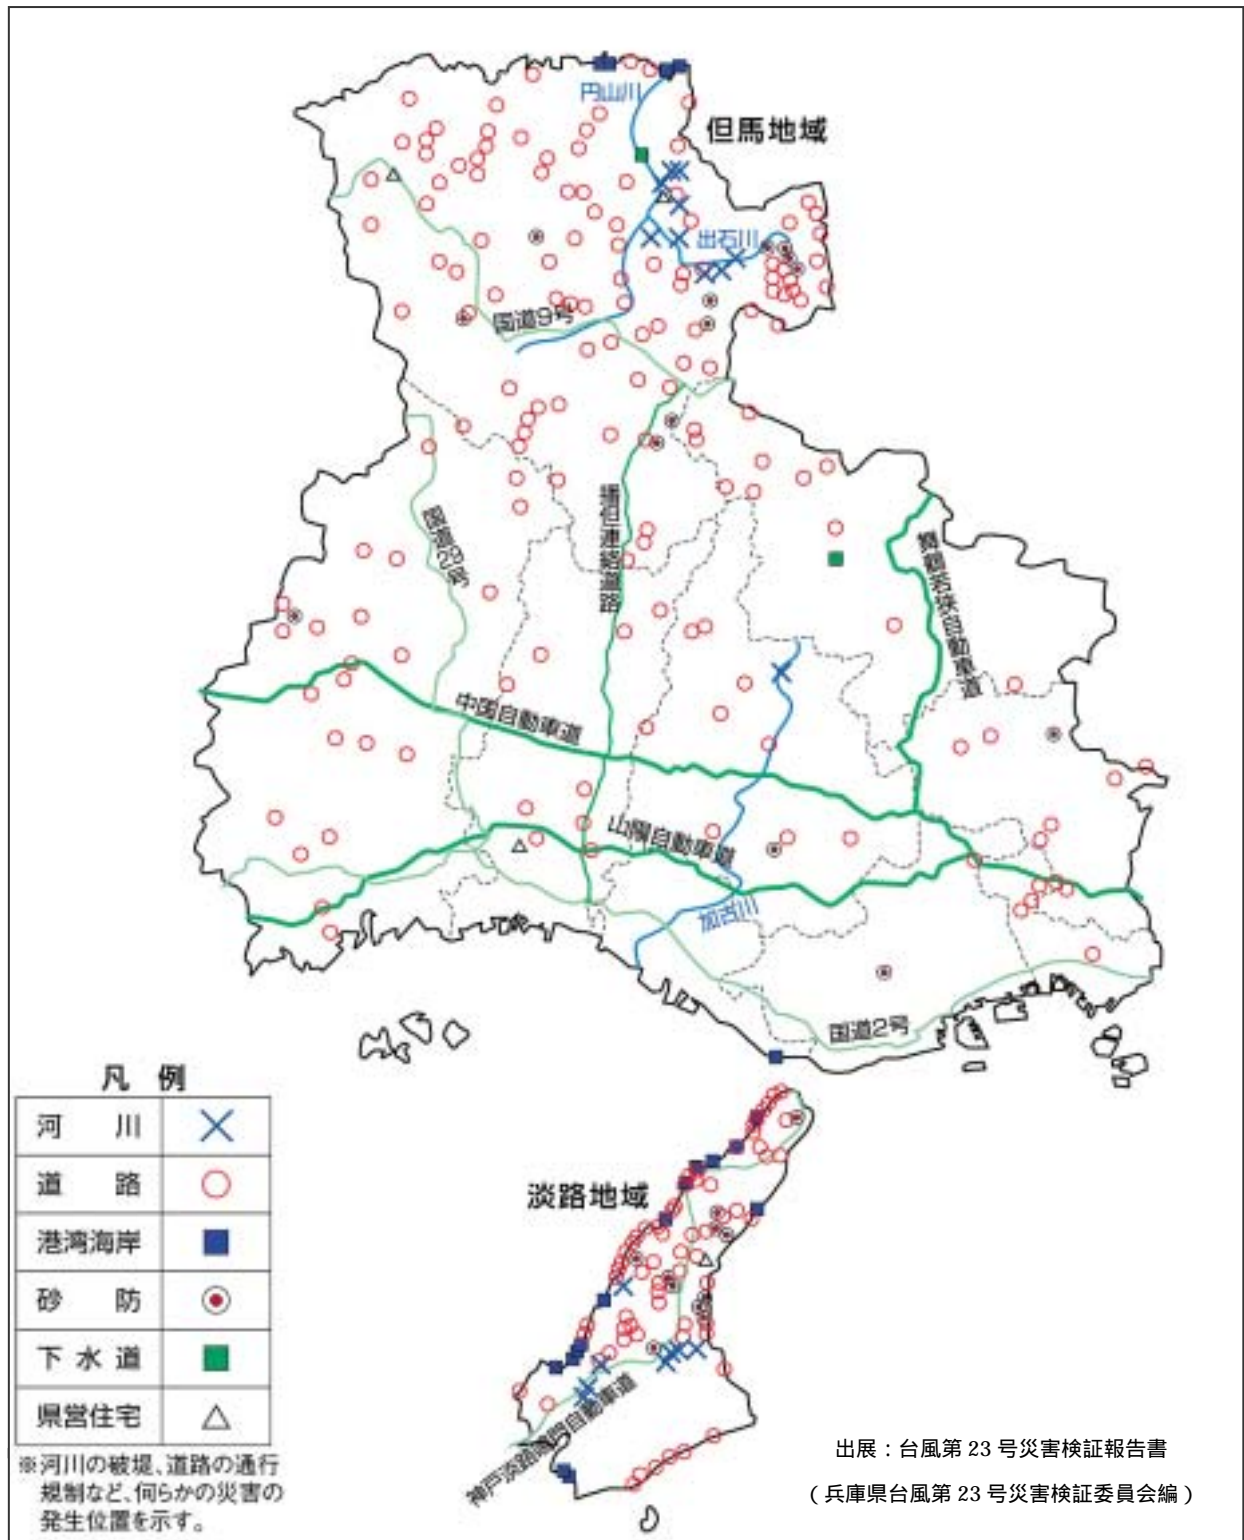 円山川
但馬地域
出石川
国道9号
国道29号
播但連絡道路
舞鶴若狭自動車道
中国自動車道
山陽自動車道
加古川
国道2号
淡路地域
神戸淡路鳴門自動車道
凡 例
河 川
道 路
港湾海岸
砂 防
下 水 道
県営住宅
※河川の破堤、道路の通行
規制など、何らかの災害の
発生位置を示す。
出展：台風第 23 号災害検証報告書
（兵庫県台風第 23 号災害検証委員会編）